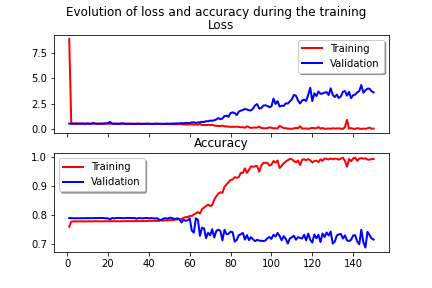 Evolution of loss and accuracy during the training
Loss
7.5
5.0
2.5
0.0
Training
Validation
Accuracy
1.0
0.9
0.8
0.7
Training
Validation
0 20 40 60 80 100 120 140